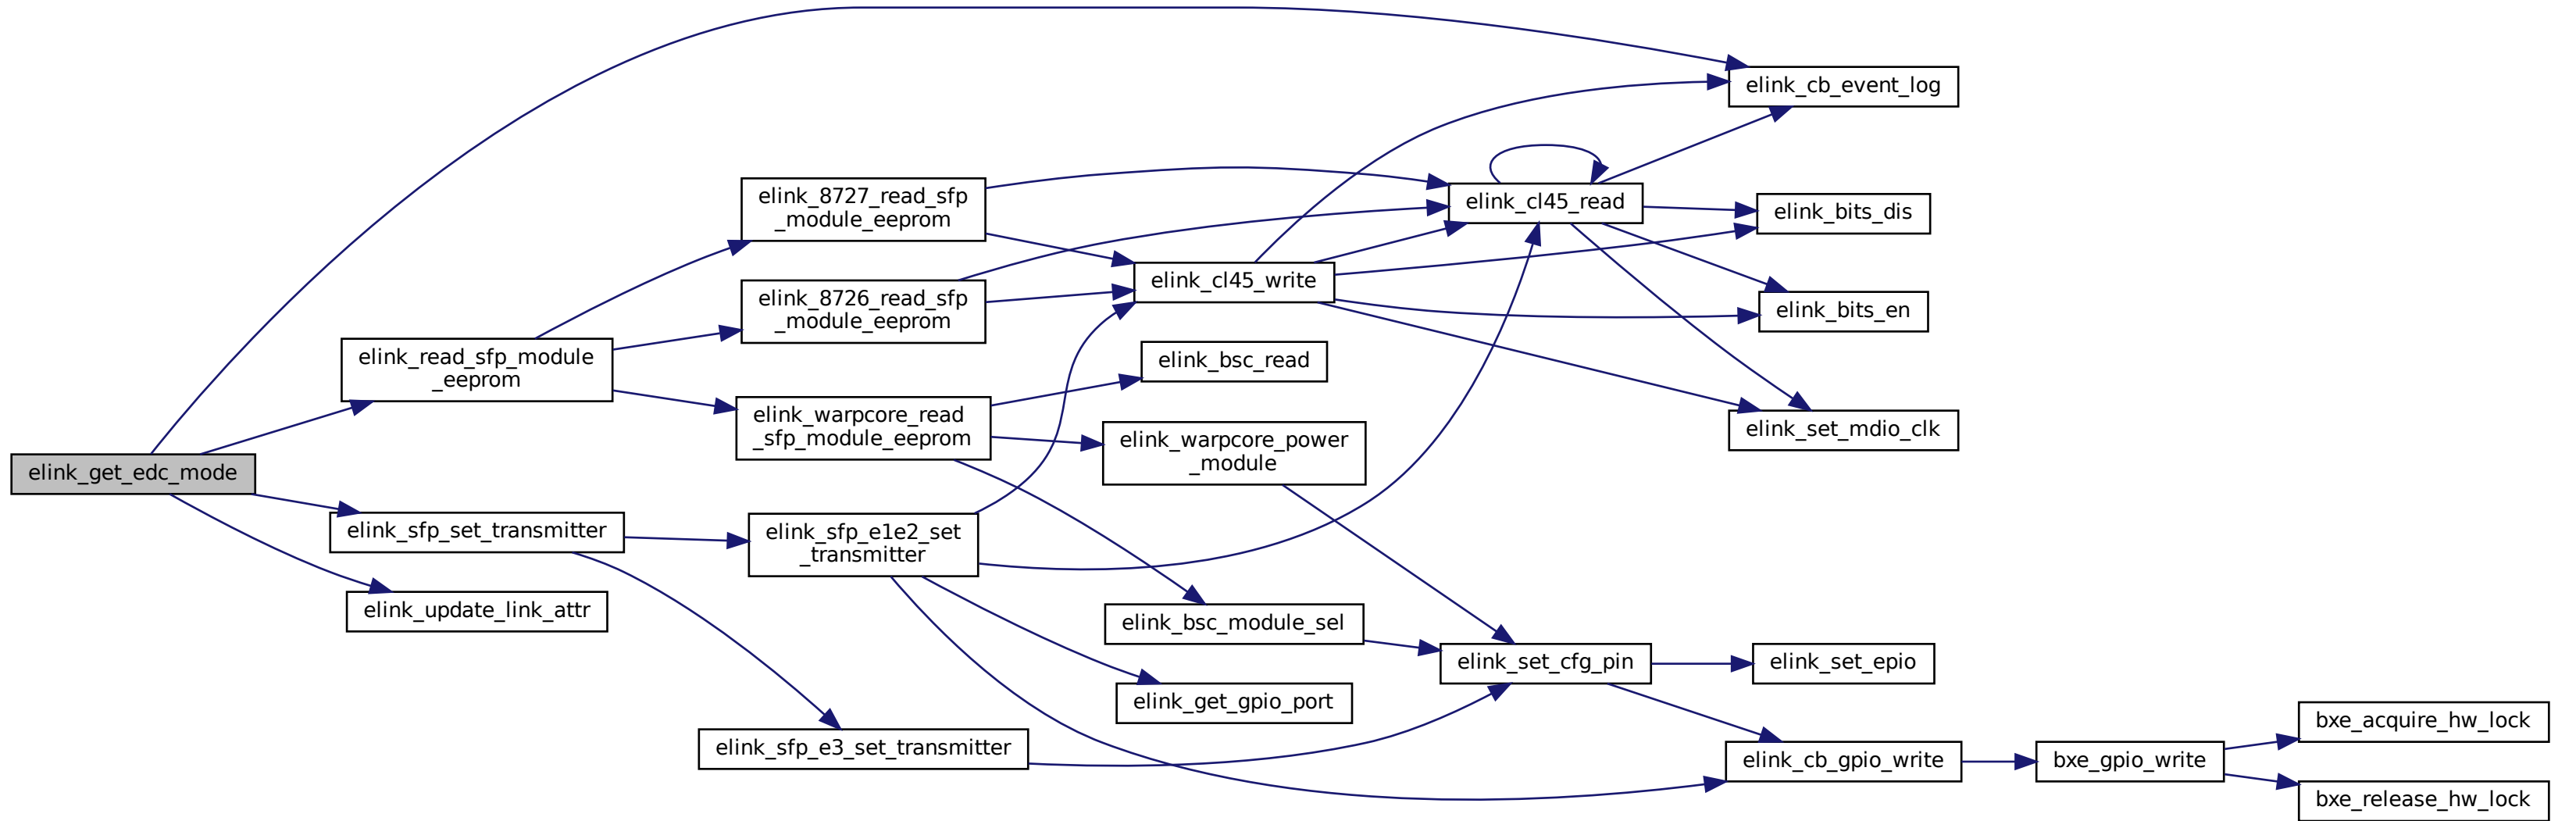 elink_get_edc_mode
elink_read_sfp_module
_eeprom
elink_sfp_set_transmitter
elink_update_link_attr
elink_8727_read_sfp
_module_eeprom
elink_8726_read_sfp
_module_eeprom
elink_warpcore_read
_sfp_module_eeprom
elink_sfp_e1e2_set
_transmitter
elink_sfp_e3_set_transmitter
elink_cl45_write
elink_bsc_read
elink_warpcore_power
_module
elink_bsc_module_sel
elink_get_gpio_port
elink_cl45_read
elink_set_cfg_pin
elink_cb_event_log
elink_bits_dis
elink_bits_en
elink_set_mdio_clk
elink_set_epio
elink_cb_gpio_write
bxe_gpio_write
bxe_acquire_hw_lock
bxe_release_hw_lock